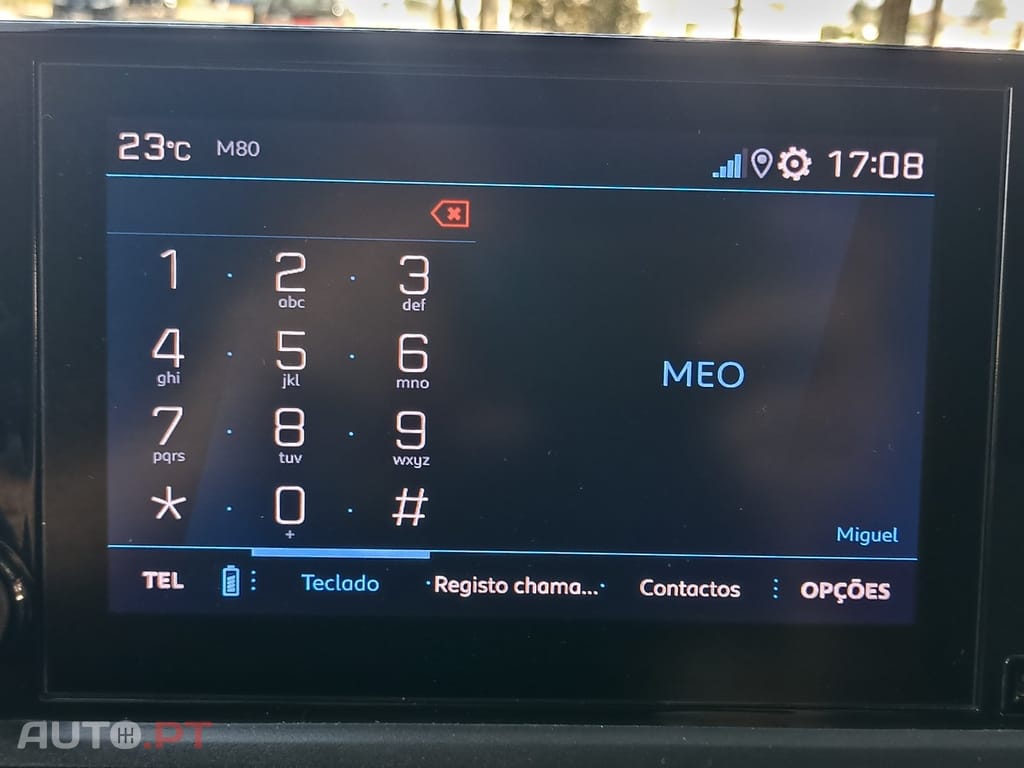 23°C M80 17:08
1 · 2 · 3
abc def
4 · 5 · 6
ghi jkl mno
MEO
7 · 8 · 9
pqrs tuv wxyz
* · 0 · #
+
Miguel
TEL Teclado · Registo chama... · Contactos OPÇÕES
AUTO.PT